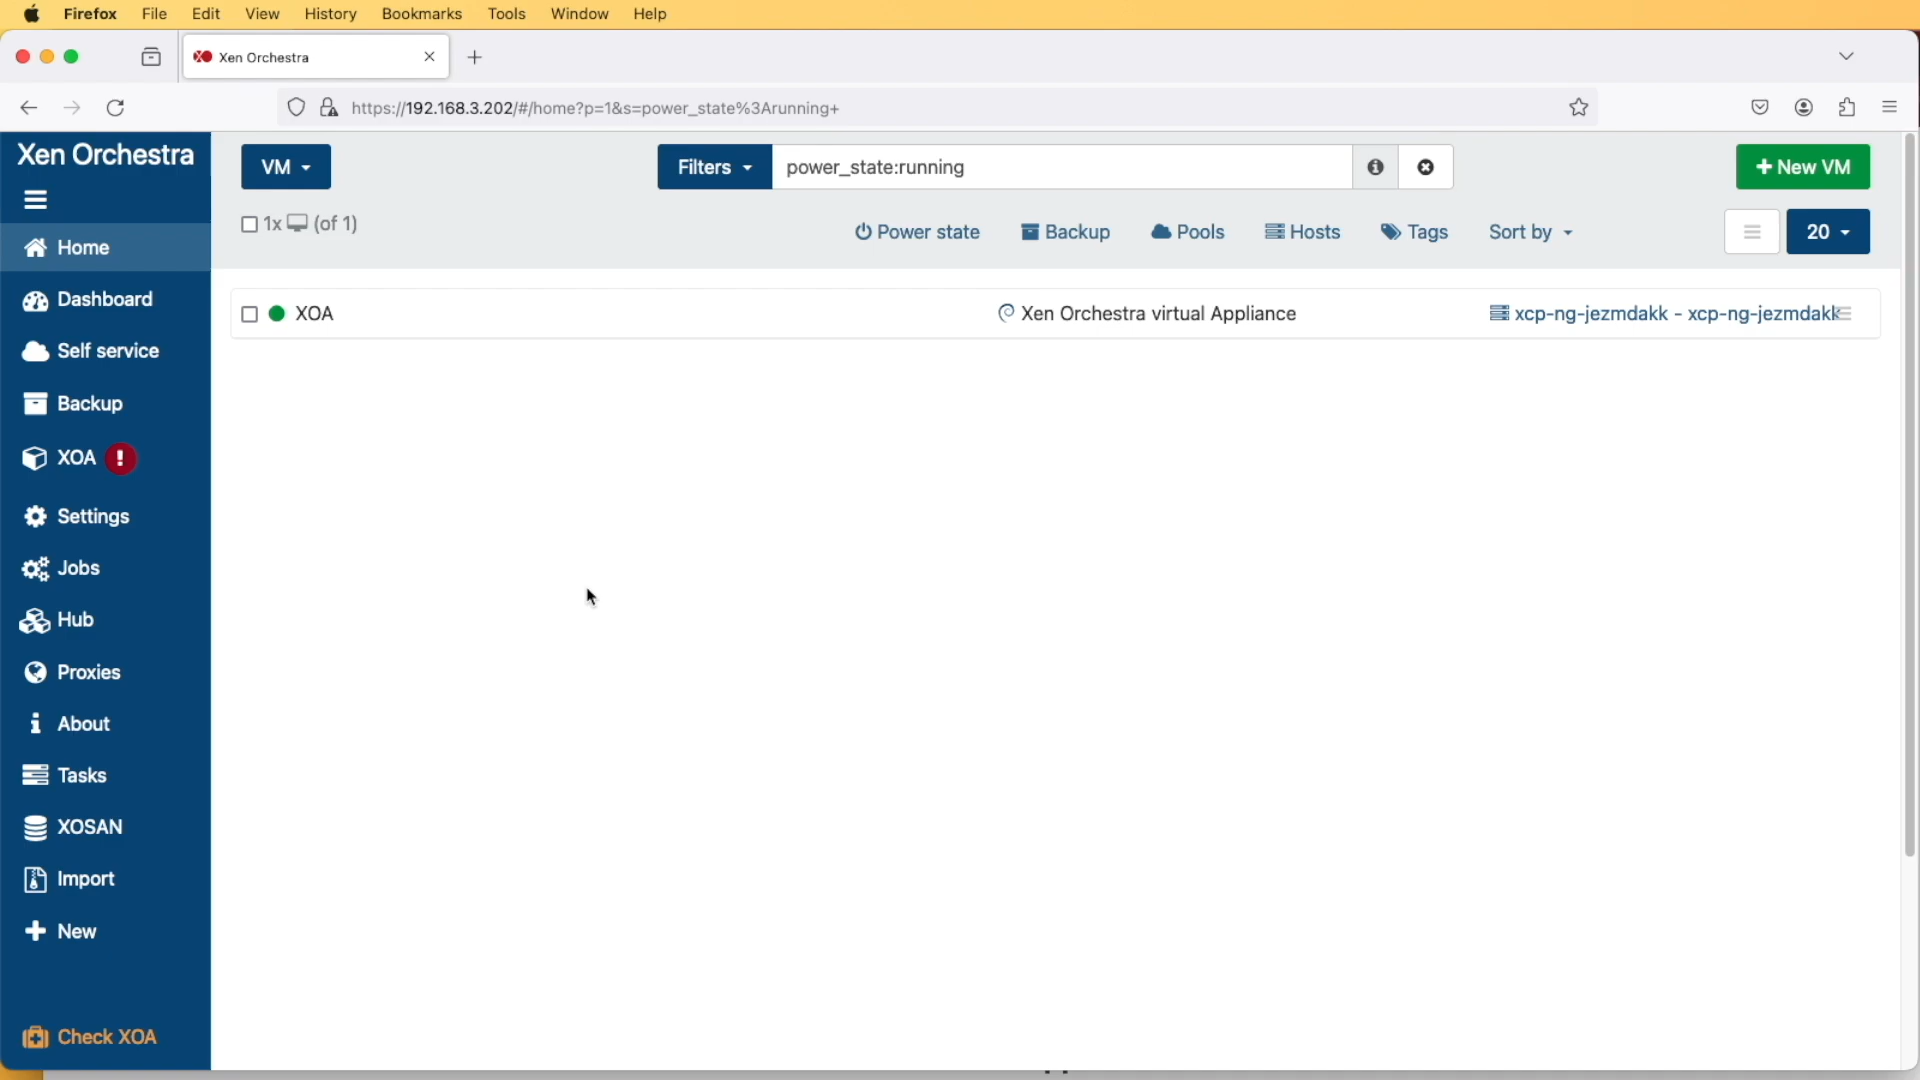 Firefox File Edit View History Bookmarks Tools Window Help
Xen Orchestra
https://192.168.3.202/#/home?p=1&s=power_state%3Arunning+
Xen Orchestra
VM
Filters
power_state:running
New VM
1x (of 1)
Power state
Backup
Pools
Hosts
Tags
Sort by
20
Home
XOA
Xen Orchestra virtual Appliance
xcp-ng-jezmdakk - xcp-ng-jezmdakk
Dashboard
Self service
Backup
XOA !
Settings
Jobs
Hub
Proxies
About
Tasks
XOSAN
Import
New
Check XOA